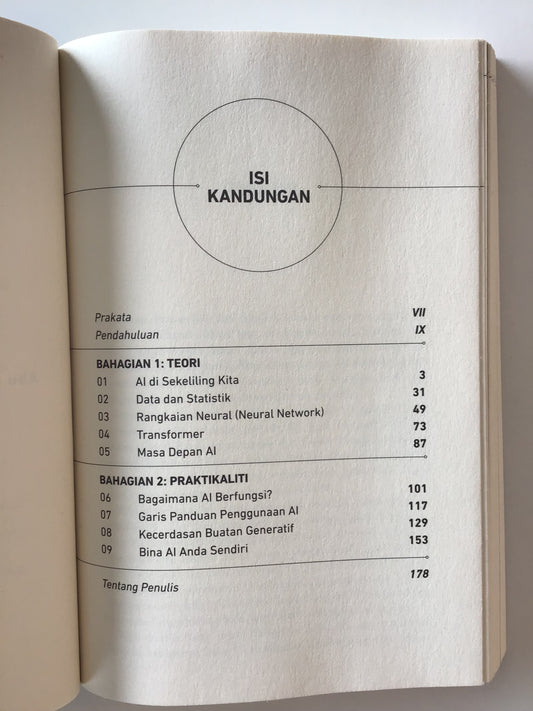 ISI
KANDUNGAN
Prakata VII
Pendahuluan IX
BAHAGIAN 1: TEORI
01 AI di Sekeliling Kita 3
02 Data dan Statistik 31
03 Rangkaian Neural (Neural Network) 49
04 Transformer 73
05 Masa Depan AI 87
BAHAGIAN 2: PRAKTIKALITI
06 Bagaimana AI Berfungsi? 101
07 Garis Panduan Penggunaan AI 117
08 Kecerdasan Buatan Generatif 129
09 Bina AI Anda Sendiri 153
Tentang Penulis 178